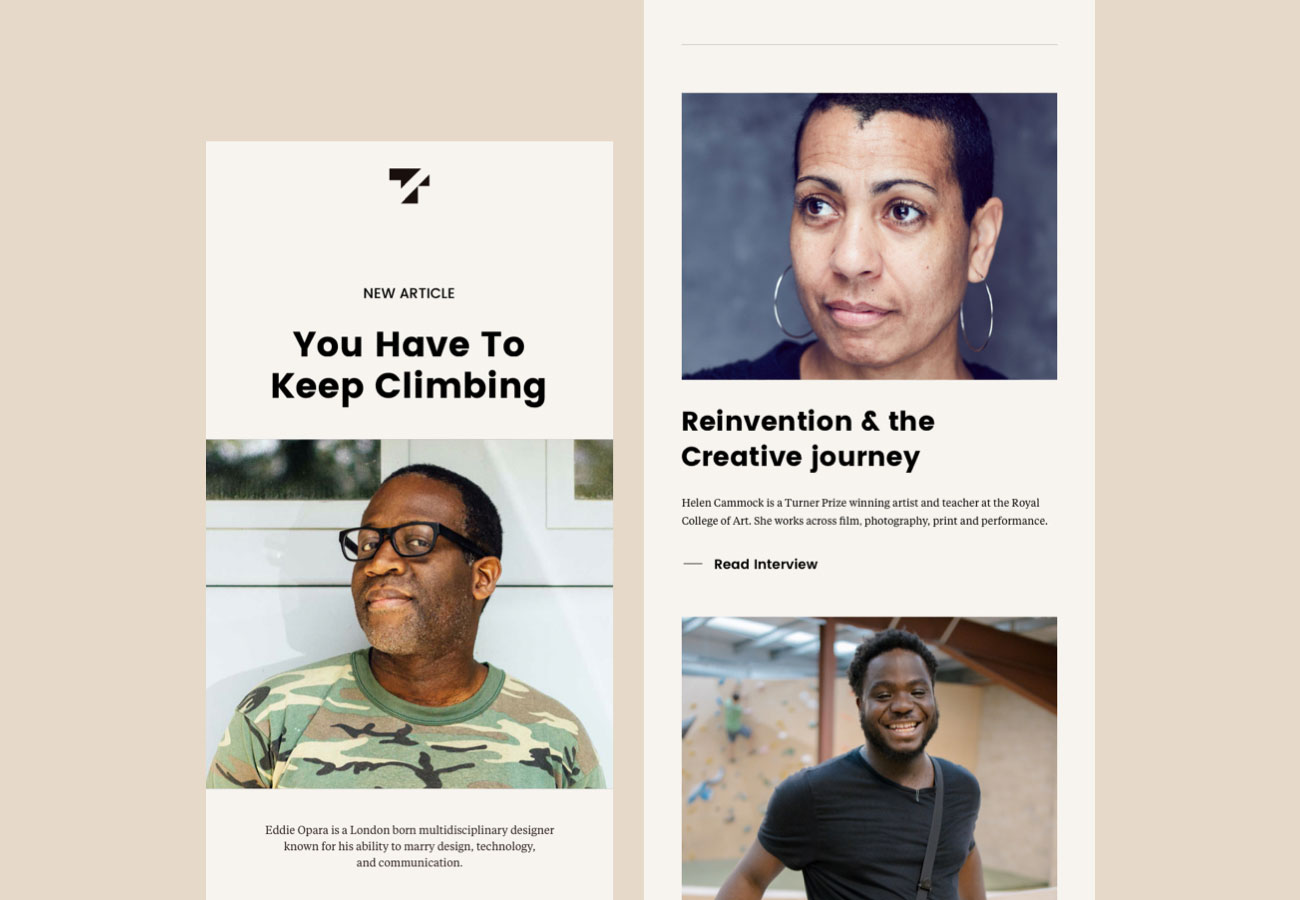 NEW ARTICLE
You Have To
Keep Climbing
Eddie Opara is a London born multidisciplinary designer
known for his ability to marry design, technology,
and communication.
Reinvention & the
Creative journey
Helen Cammock is a Turner Prize winning artist and teacher at the Royal
College of Art. She works across film, photography, print and performance.
Read Interview